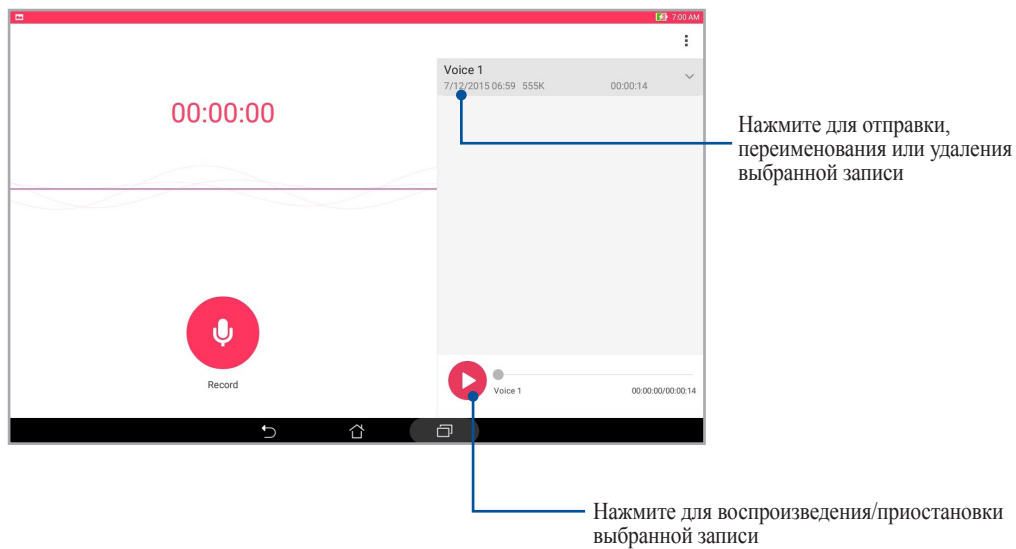 7:00 AM
Voice 1
7/12/2015 06:59 555K 00:00:14
00:00:00
Нажмите для отправки,
переименования или удаления
выбранной записи
Record
Voice 1 00:00:00/00:00:14
Нажмите для воспроизведения/приостановки
выбранной записи